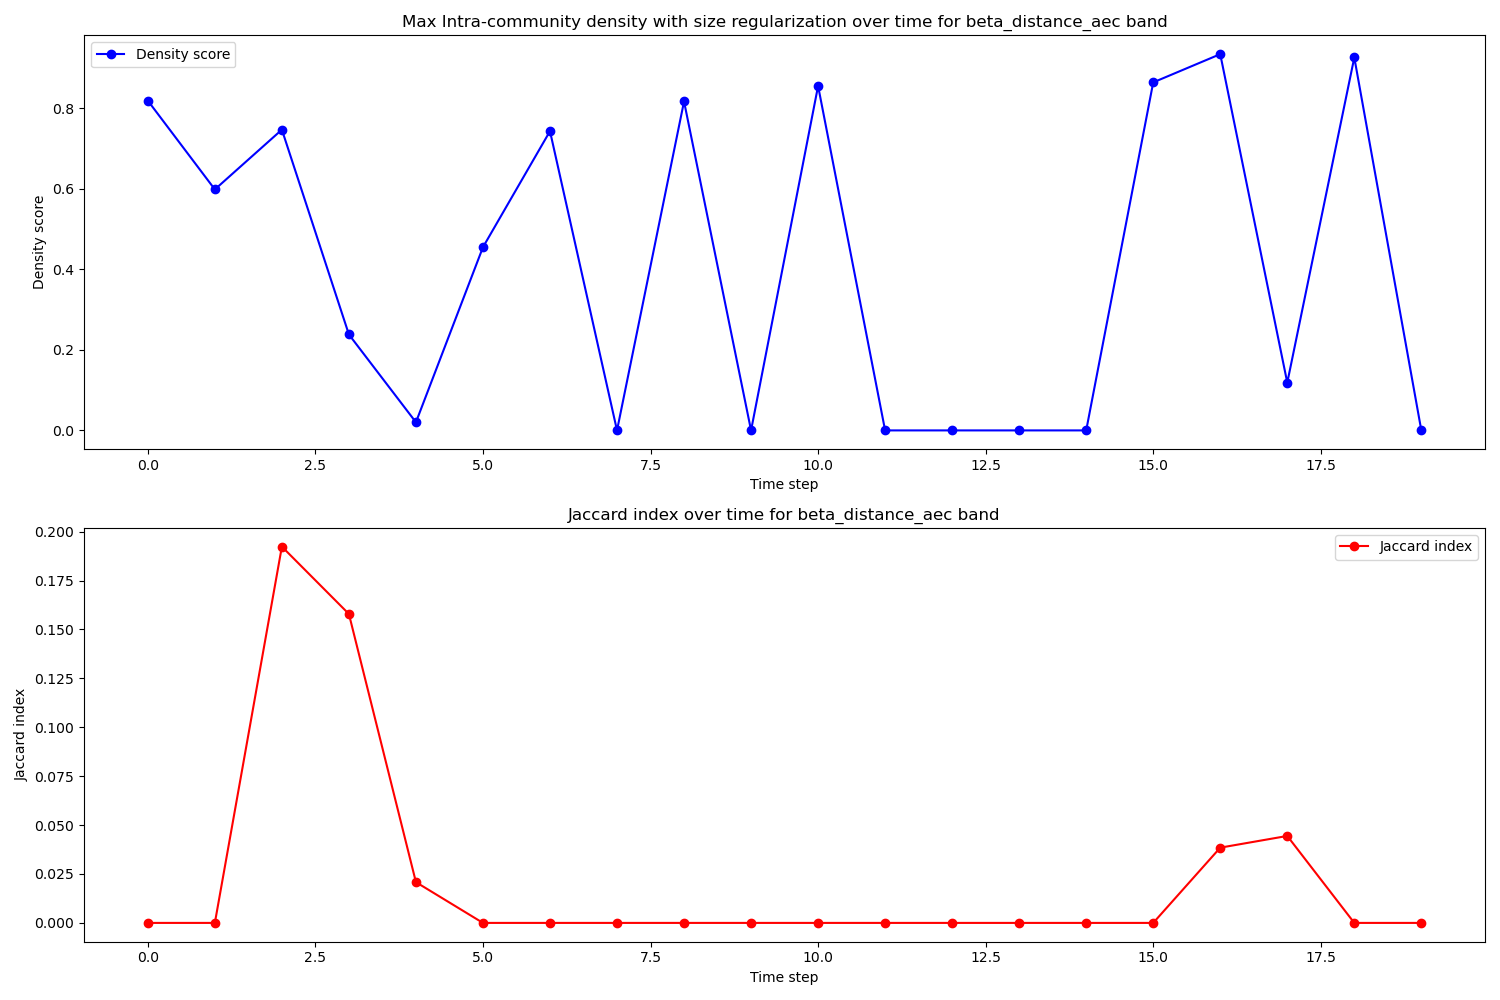 Max Intra-community density with size regularization over time for beta_distance_aec band
Density score
Density score
0.8
0.6
0.4
0.2
0.0
0.0 2.5 5.0 7.5 10.0 12.5 15.0 17.5
Time step
Jaccard index over time for beta_distance_aec band
Jaccard index
Jaccard index
0.200
0.175
0.150
0.125
0.100
0.075
0.050
0.025
0.000
0.0 2.5 5.0 7.5 10.0 12.5 15.0 17.5
Time step